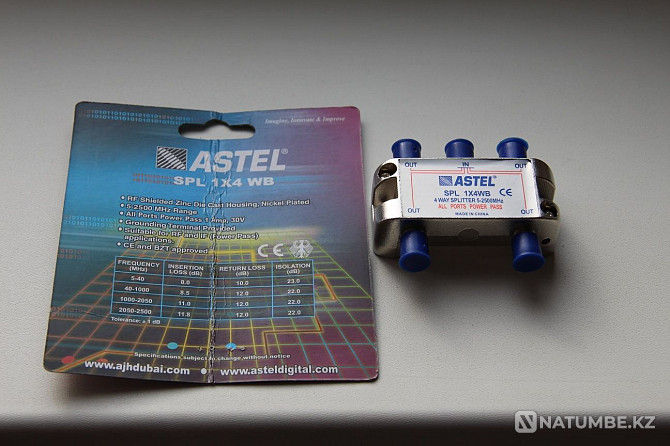 Imagine, Innovate & Improve
ASTEL®
SPL 1X4 WB
• RF Shielded Zinc Die Cast Housing, Nickel Plated
• 5-2500 MHz Range
• All Ports Power Pass 1 Amp, 30V
• Grounding Terminal Provided
• Suitable for RF and IF (Power Pass)
applications.
• CE and BZT approved
CE
FREQUENCY (MHz) INSERTION LOSS (dB) RETURN LOSS (dB) ISOLATION (dB)
5-40 8.0 10.0 23.0
40-1000 8.5 12.0 22.0
1000-2050 11.0 12.0 22.0
2050-2500 11.8 12.0 22.0
Tolerance: ± 1 dB
Specifications subject to change without notice
www.ajhdubai.com www.asteldigital.com
OUT IN OUT
ASTEL®
SPL 1X4WB CE
4 WAY SPLITTER 5-2500MHz
ALL PORTS POWER PASS
MADE IN CHINA
OUT OUT
NATUMBE.KZ